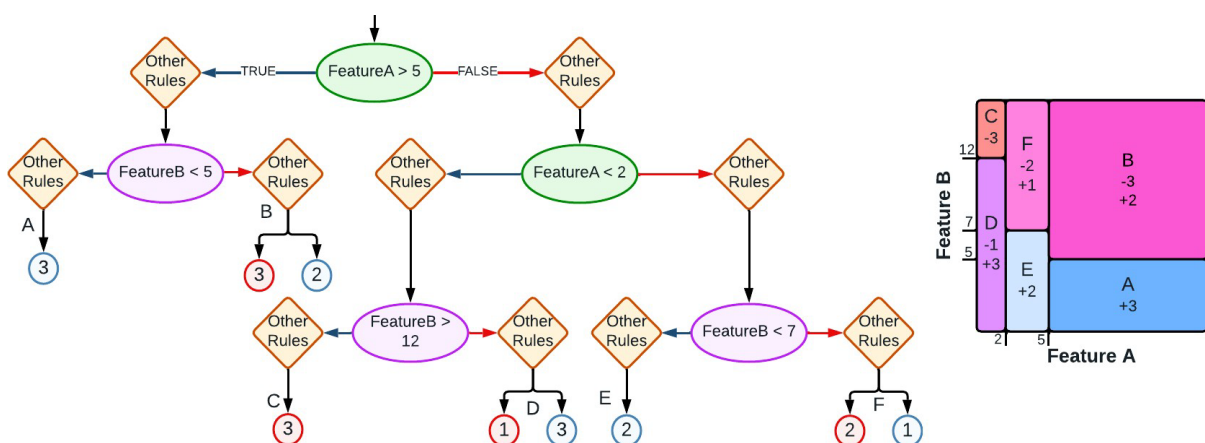 Other
Rules
TRUE
FeatureA > 5
FALSE
Other
Rules
Other
Rules
FeatureB < 5
Other
Rules
Other
Rules
FeatureA < 2
Other
Rules
A
3
B
3
2
Other
Rules
FeatureB >
12
Other
Rules
Other
Rules
FeatureB < 7
Other
Rules
C
3
1
D
3
E
2
2
F
1
Feature B
12
7
5
C
-3
F
-2
+1
B
-3
+2
D
-1
+3
E
+2
A
+3
2
5
Feature A